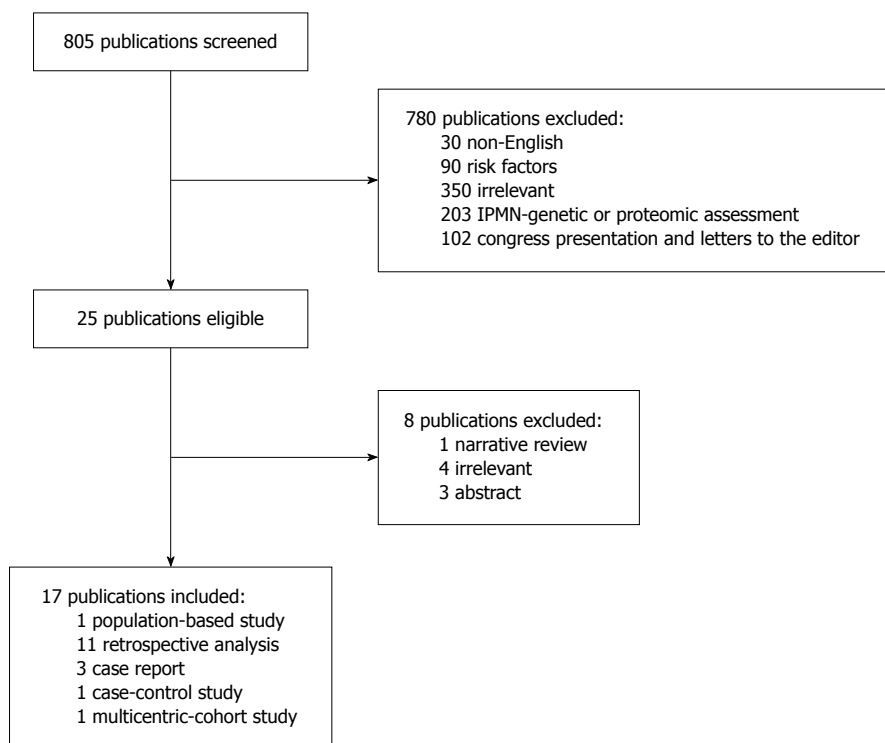 805 publications screened
780 publications excluded:
30 non-English
90 risk factors
350 irrelevant
203 IPMN-genetic or proteomic assessment
102 congress presentation and letters to the editor
25 publications eligible
8 publications excluded:
1 narrative review
4 irrelevant
3 abstract
17 publications included:
1 population-based study
11 retrospective analysis
3 case report
1 case-control study
1 multicentric-cohort study